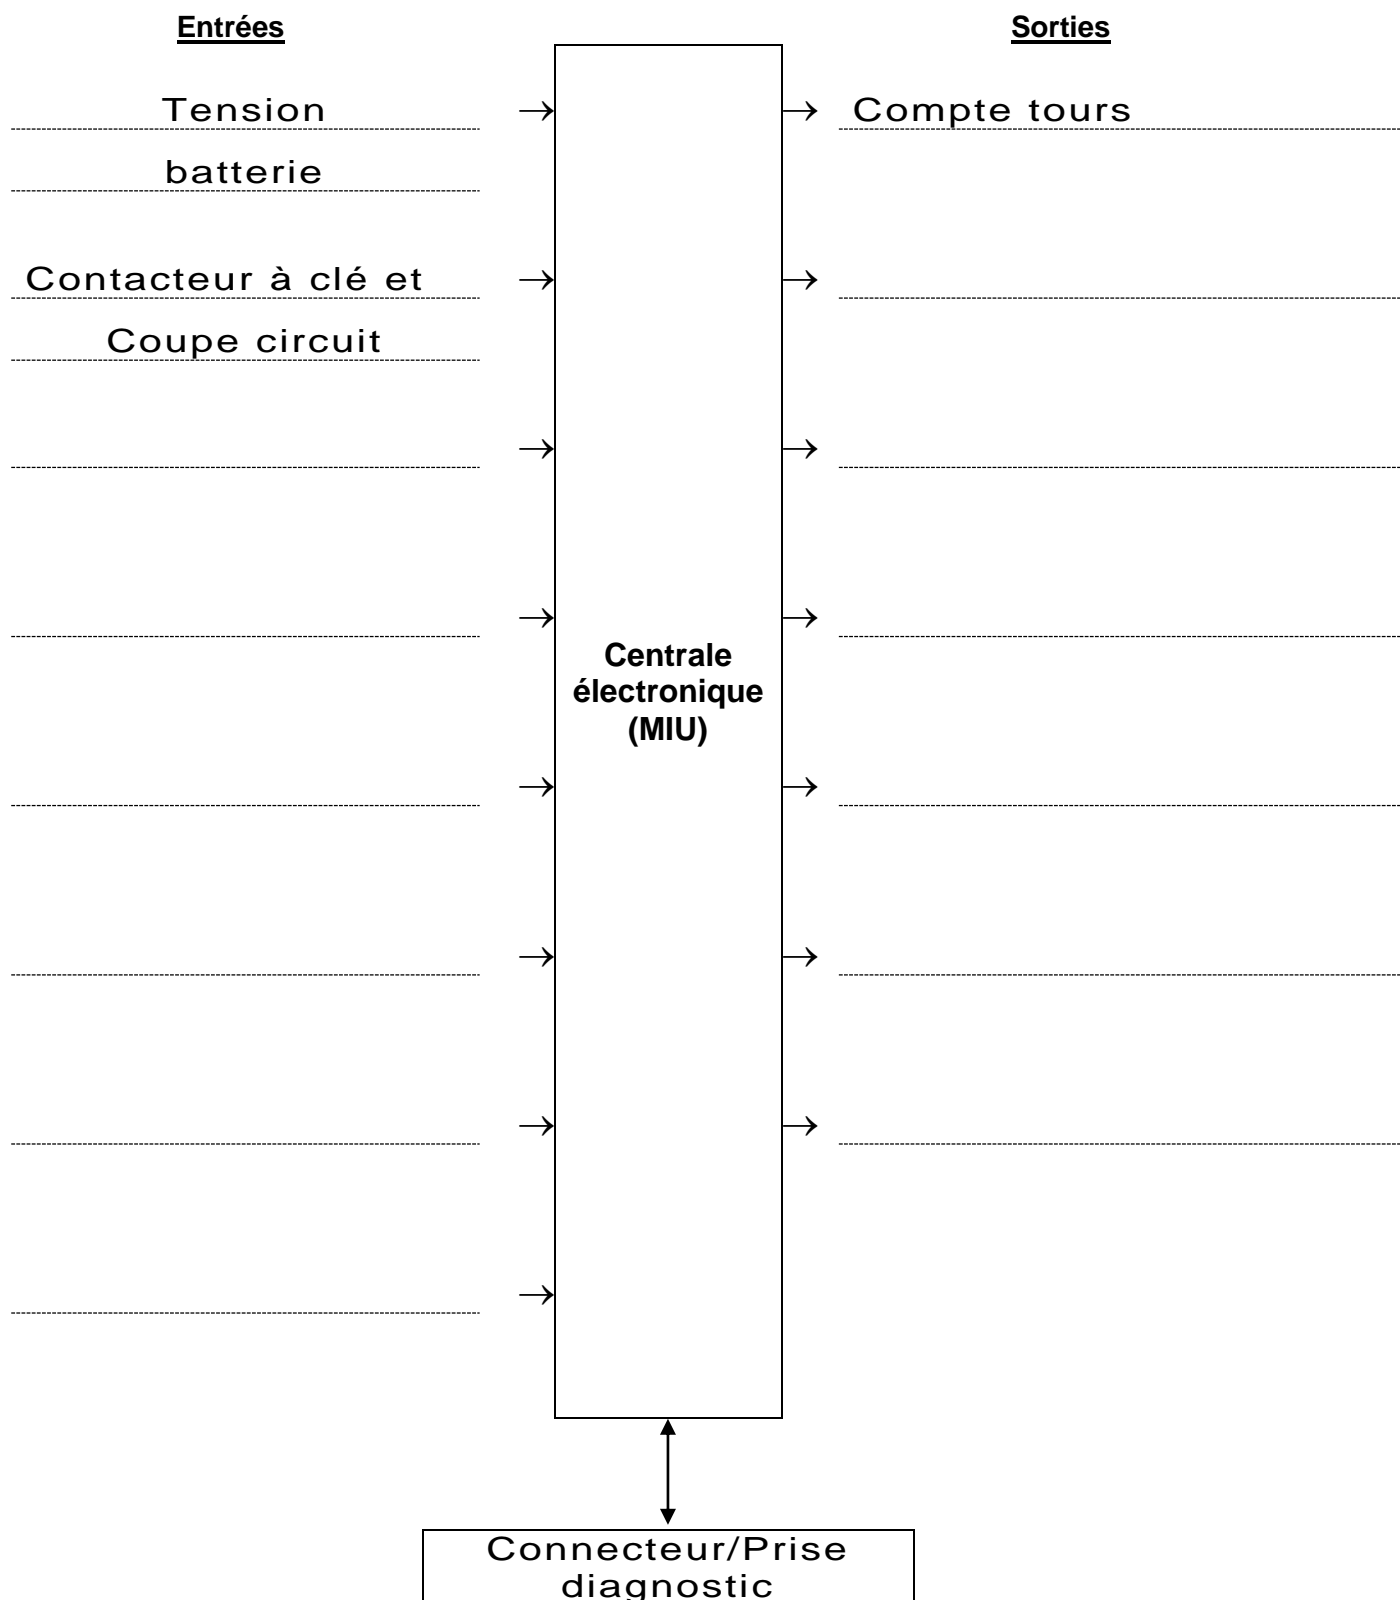 Entrées
Sorties
Tension
Compte tours
batterie
Contacteur à clé et
Coupe circuit
Centrale
électronique
(MIU)
Connecteur/Prise
diagnostic